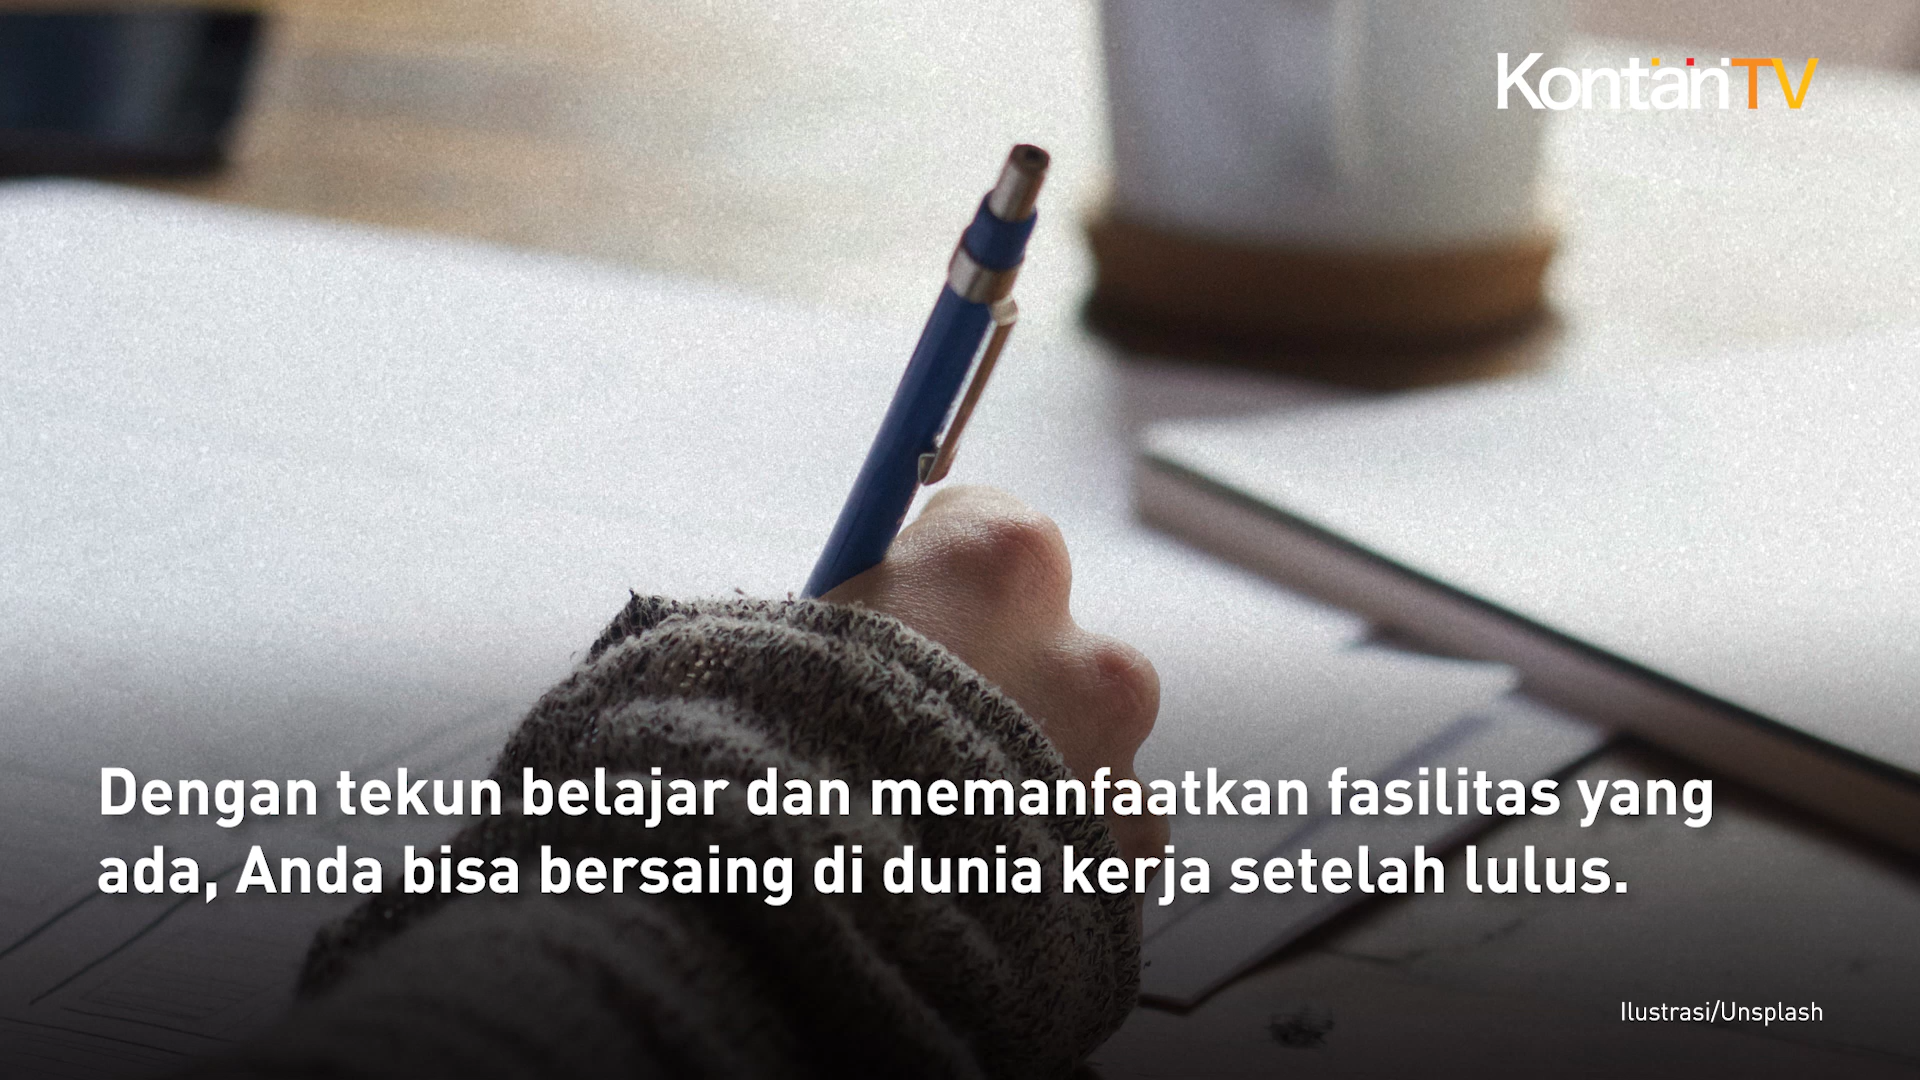 KontanTV
Dengan tekun belajar dan memanfaatkan fasilitas yang
ada, Anda bisa bersaing di dunia kerja setelah lulus.
Ilustrasi/Unsplash